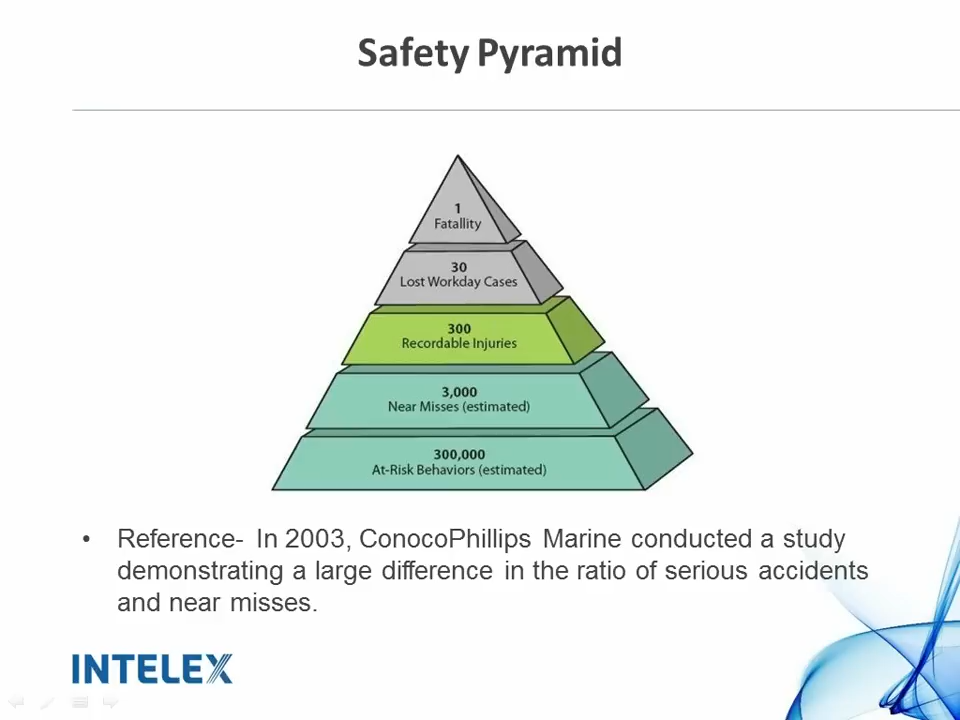 Safety Pyramid
1
Fatallity
30
Lost Workday Cases
300
Recordable Injuries
3,000
Near Misses (estimated)
300,000
At-Risk Behaviors (estimated)
• Reference- In 2003, ConocoPhillips Marine conducted a study
demonstrating a large difference in the ratio of serious accidents
and near misses.
INTELEX